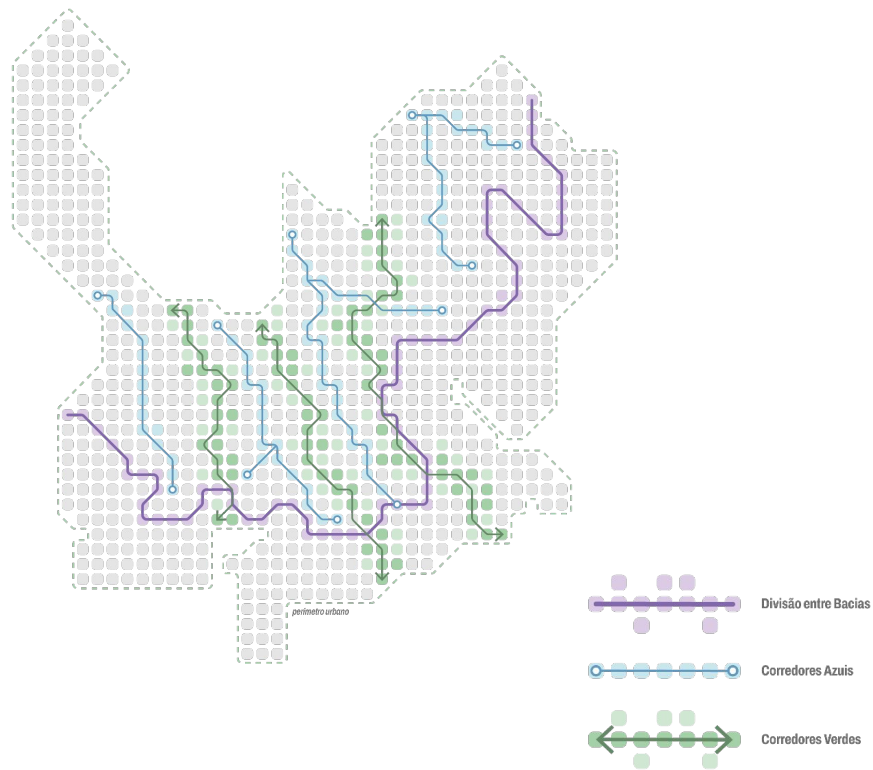 perímetro urbano
Divisão entre Bacias
Corredores Azuis
Corredores Verdes